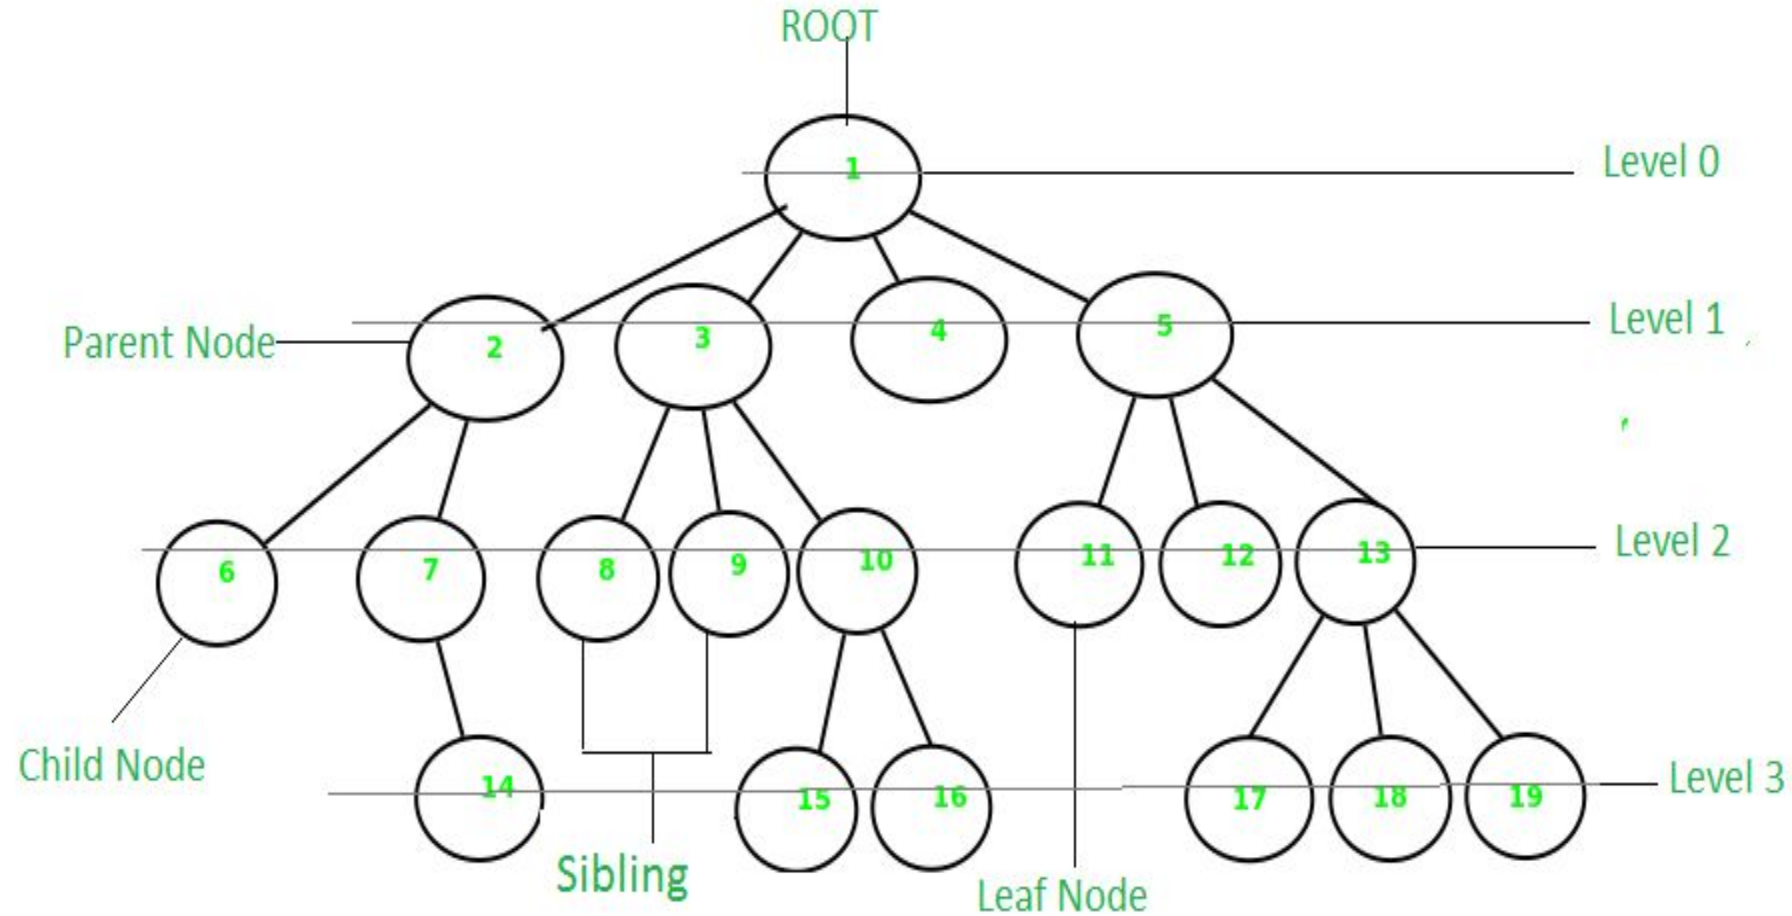 ROOT
1
Level 0
Parent Node
2
3
4
5
Level 1
6
7
8
9
10
11
12
13
Level 2
Child Node
14
15
16
17
18
19
Level 3
Sibling
Leaf Node